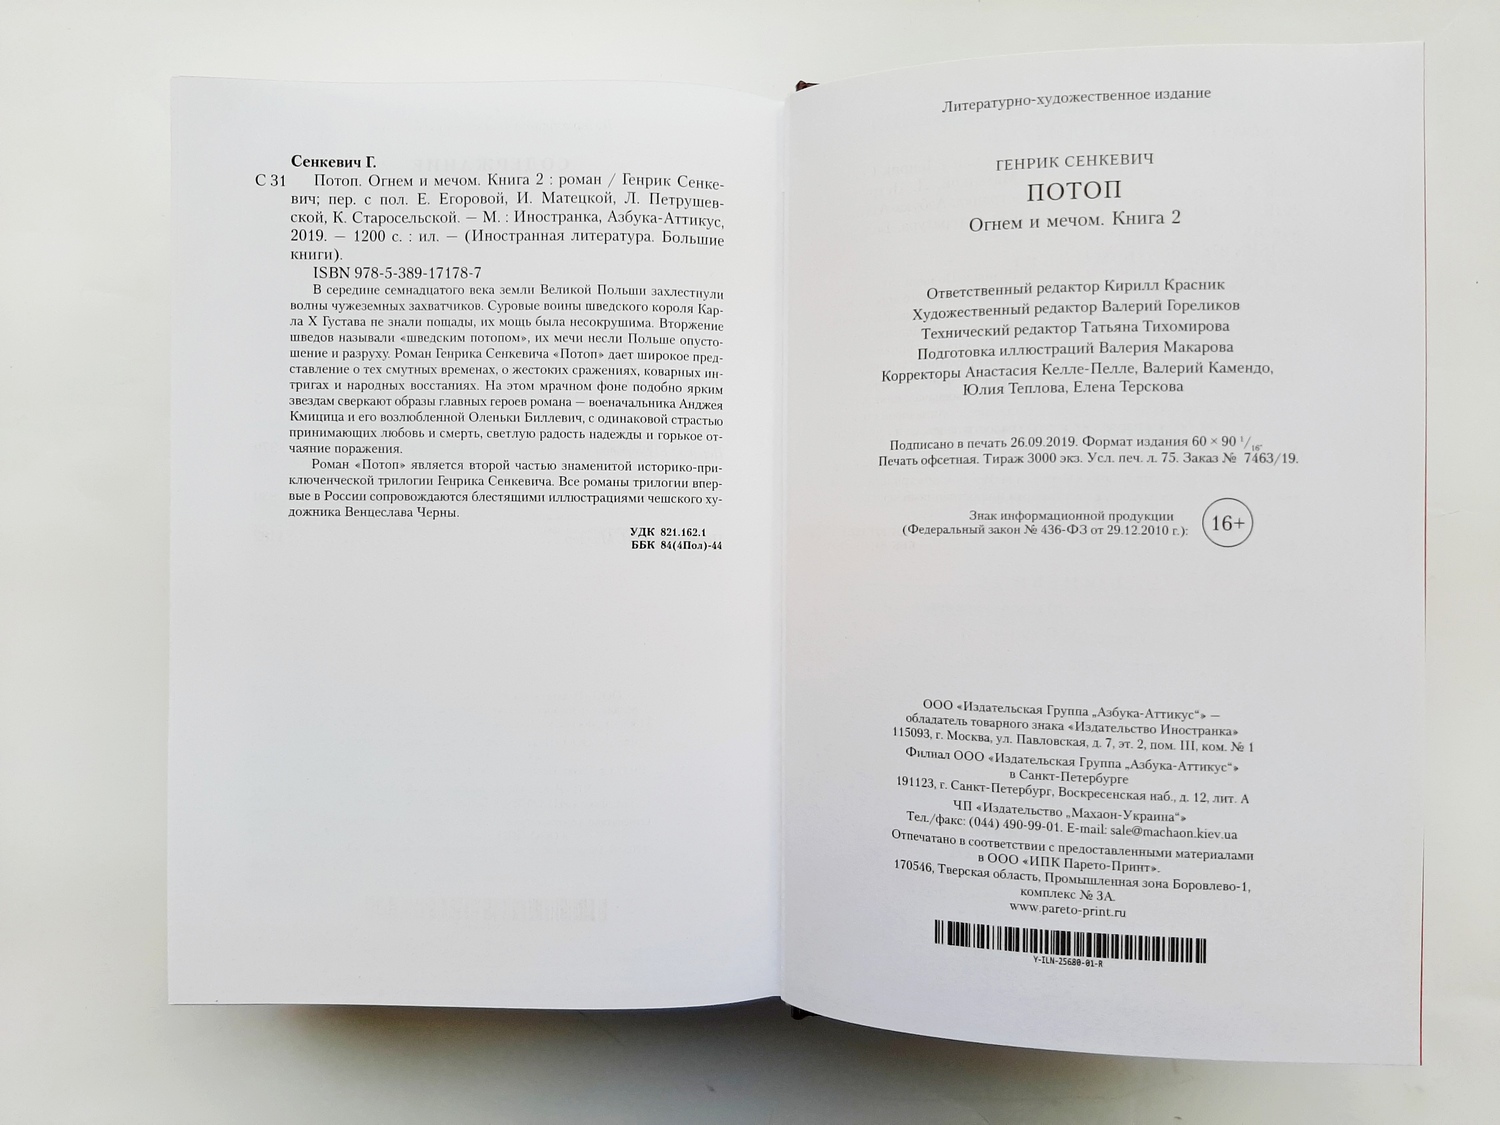 Сенкевич Г.
С 31 Потоп. Огнем и мечом. Книга 2 : роман / Генрик Сенке-
вич; пер. с пол. Е. Егоровой, И. Матецкой, Л. Петрушев-
ской, К. Старосельской. — М. : Иностранка, Азбука-Аттикус,
2019. — 1200 с. : ил. — (Иностранная литература. Большие
книги).
ISBN 978-5-389-17178-7
В середине семнадцатого века земли Великой Польши захлестнули
волны чужеземных захватчиков. Суровые воины шведского короля Кар-
ла X Густава не знали пощады, их мощь была несокрушима. Вторжение
шведов называли «шведским потопом», их мечи несли Польше опусто-
шение и разруху. Роман Генрика Сенкевича «Потоп» дает широкое пред-
ставление о тех смутных временах, о жестоких сражениях, коварных ин-
тригах и народных восстаниях. На этом мрачном фоне подобно ярким
звездам сверкают образы главных героев романа — военачальника Анджея
Кмицица и его возлюбленной Оленьки Биллевич, с одинаковой страстью
принимающих любовь и смерть, светлую радость надежды и горькое от-
чаяние поражения.
Роман «Потоп» является второй частью знаменитой историко-при-
ключенческой трилогии Генрика Сенкевича. Все романы трилогии впер-
вые в России сопровождаются блестящими иллюстрациями чешского ху-
дожника Венцеслава Черны.
УДК 821.162.1
ББК 84(4Пол)-44
Литературно-художественное издание
ГЕНРИК СЕНКЕВИЧ
ПОТОП
Огнем и мечом. Книга 2
Ответственный редактор Кирилл Красник
Художественный редактор Валерий Гореликов
Технический редактор Татьяна Тихомирова
Подготовка иллюстраций Валерия Макарова
Корректоры Анастасия Келле-Пелле, Валерий Камендо,
Юлия Теплова, Елена Терскова
Подписано в печать 26.09.2019. Формат издания 60 × 90 1/16.
Печать офсетная. Тираж 3000 экз. Усл. печ. л. 75. Заказ № 7463/19.
Знак информационной продукции
(Федеральный закон № 436-ФЗ от 29.12.2010 г.):
16+
ООО «Издательская Группа „Азбука-Аттикус“» —
обладатель товарного знака «Издательство Иностранка»
115093, г. Москва, ул. Павловская, д. 7, эт. 2, пом. III, ком. № 1
Филиал ООО «Издательская Группа „Азбука-Аттикус“»
в Санкт-Петербурге
191123, г. Санкт-Петербург, Воскресенская наб., д. 12, лит. А
ЧП «Издательство „Махаон-Украина“»
Тел./факс: (044) 490-99-01. E-mail: sale@machaon.kiev.ua
Отпечатано в соответствии с предоставленными материалами
в ООО «ИПК Парето-Принт».
170546, Тверская область, Промышленная зона Боровлево-1,
комплекс № 3А.
www.pareto-print.ru
Y-ILN-25680-01-R